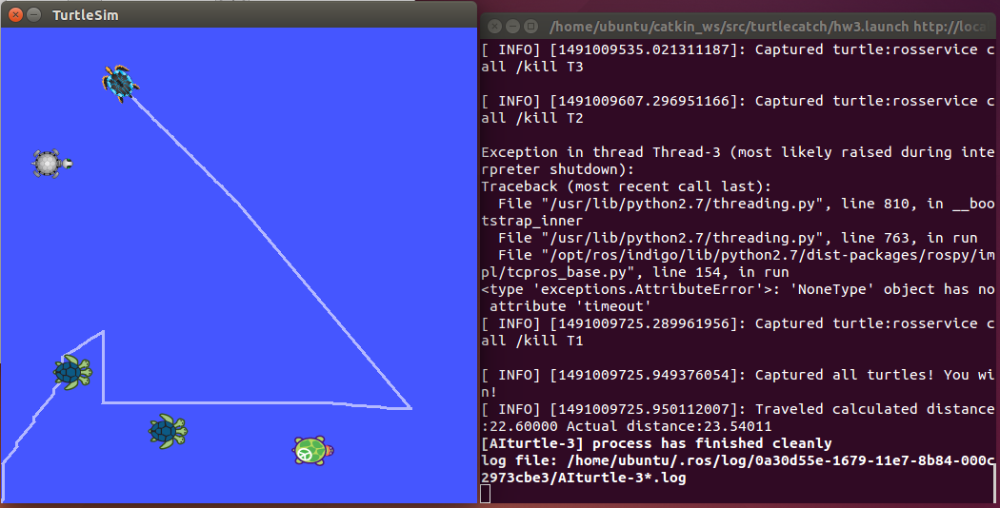 TurtleSim
/home/ubuntu/catkin_ws/src/turtlecatch/hw3.launch http://loca
[ INFO] [1491009535.021311187]: Captured turtle:rosservice c
all /kill T3
[ INFO] [1491009607.296951166]: Captured turtle:rosservice c
all /kill T2
Exception in thread Thread-3 (most likely raised during inte
rpreter shutdown):
Traceback (most recent call last):
  File "/usr/lib/python2.7/threading.py", line 810, in __boo
tstrap_inner
  File "/usr/lib/python2.7/threading.py", line 763, in run
  File "/opt/ros/indigo/lib/python2.7/dist-packages/rospy/im
pl/tcpros_base.py", line 154, in run
<type 'exceptions.AttributeError'>: 'NoneType' object has no
 attribute 'timeout'
[ INFO] [1491009725.289961956]: Captured turtle:rosservice c
all /kill T1
[ INFO] [1491009725.949376054]: Captured all turtles! You wi
n!
[ INFO] [1491009725.950112007]: Traveled calculated distance
:22.60000 Actual distance:23.54011
[AIturtle-3] process has finished cleanly
log file: /home/ubuntu/.ros/log/0a30d55e-1679-11e7-8b84-000c
2973cbe3/AIturtle-3*.log